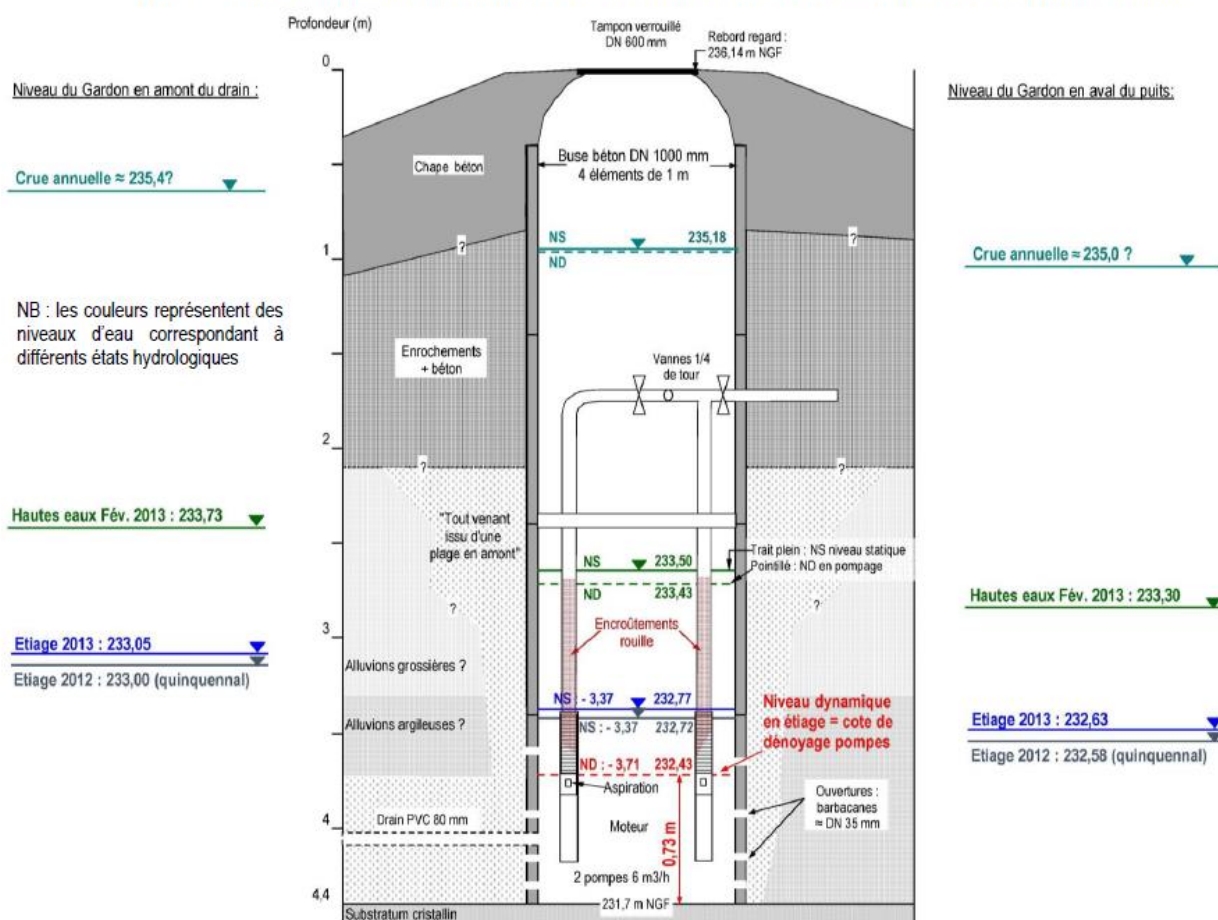 Profondeur (m)
Tampon verrouillé
DN 600 mm
Rebord regard :
236,14 m NGF
0
Niveau du Gardon en amont du drain :
Niveau du Gardon en aval du puits:
Buse béton DN 1000 mm
4 éléments de 1 m
Chape béton
Crue annuelle ≈ 235,4?
NS
235,18
ND
?
?
1
Crue annuelle ≈ 235,0 ?
NB : les couleurs représentent des
niveaux d'eau correspondant à
différents états hydrologiques
Enrochements
+ béton
Vannes 1/4
de tour
2
?
?
Hautes eaux Fév. 2013 : 233,73
"Tout venant
issu d'une
plage en amont"
NS
233,50
Trait plein : NS niveau statique
Pointillé : ND en pompage
ND
233,43
?
?
Hautes eaux Fév. 2013 : 233,30
3
Encroûtements
rouille
Etiage 2013 : 233,05
Etiage 2012 : 233,00 (quinquennal)
Alluvions grossières ?
NS : - 3,37
232,77
Alluvions argileuses ?
NS : - 3,37
232,72
Niveau dynamique
en étiage = cote de
dénoyage pompes
Etiage 2013 : 232,63
Etiage 2012 : 232,58 (quinquennal)
ND : - 3,71
232,43
Aspiration
Ouvertures :
barbacanes
≈ DN 35 mm
Drain PVC 80 mm
4
Moteur
0,73 m
2 pompes 6 m3/h
4,4
231,7 m NGF
Substratum cristallin